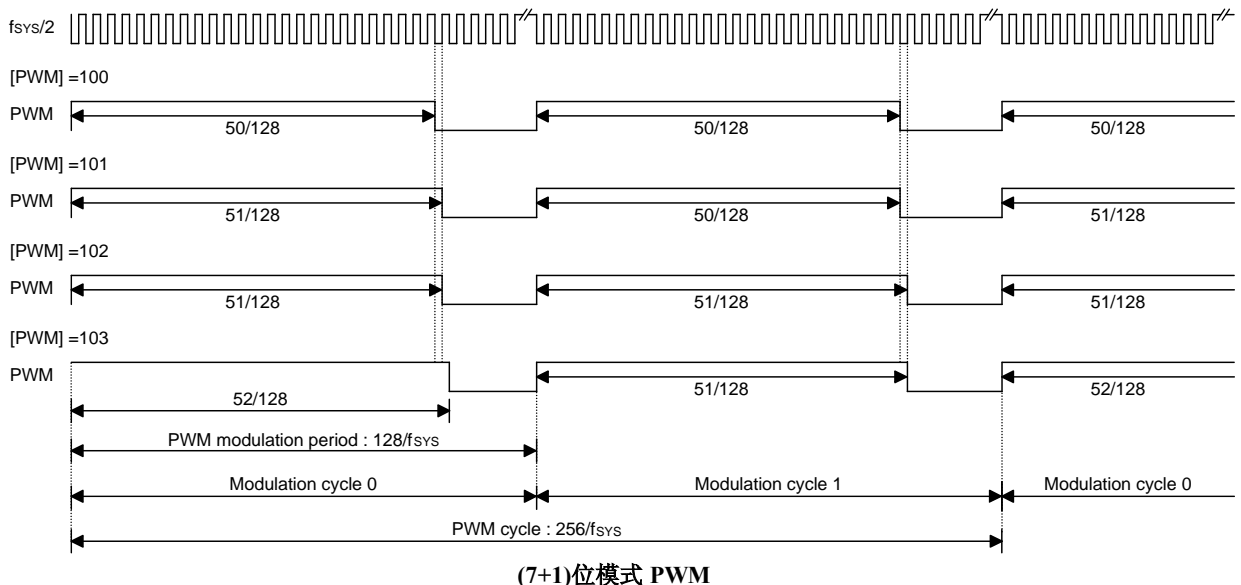 fSYS/2
[PWM] =100
PWM
50/128 50/128 50/128
[PWM] =101
PWM
51/128 50/128 51/128
[PWM] =102
PWM
51/128 51/128 51/128
[PWM] =103
PWM
52/128 51/128 52/128
PWM modulation period : 128/fSYS
Modulation cycle 0 Modulation cycle 1 Modulation cycle 0
PWM cycle : 256/fSYS
(7+1)位模式 PWM